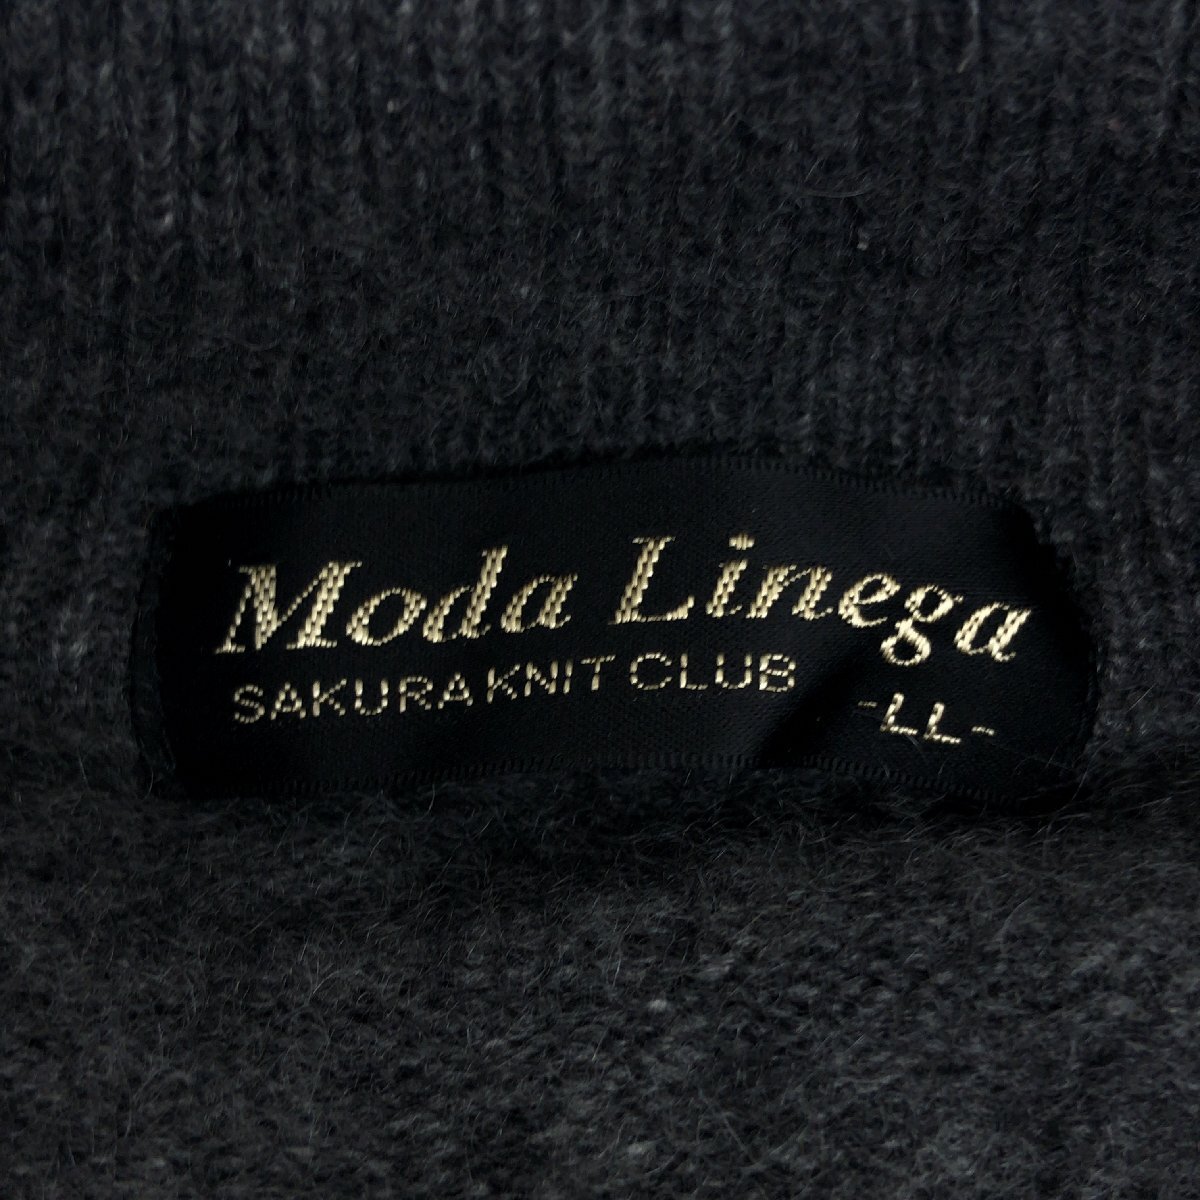 Moda Linega
SAKURA KNIT CLUB
-LL-